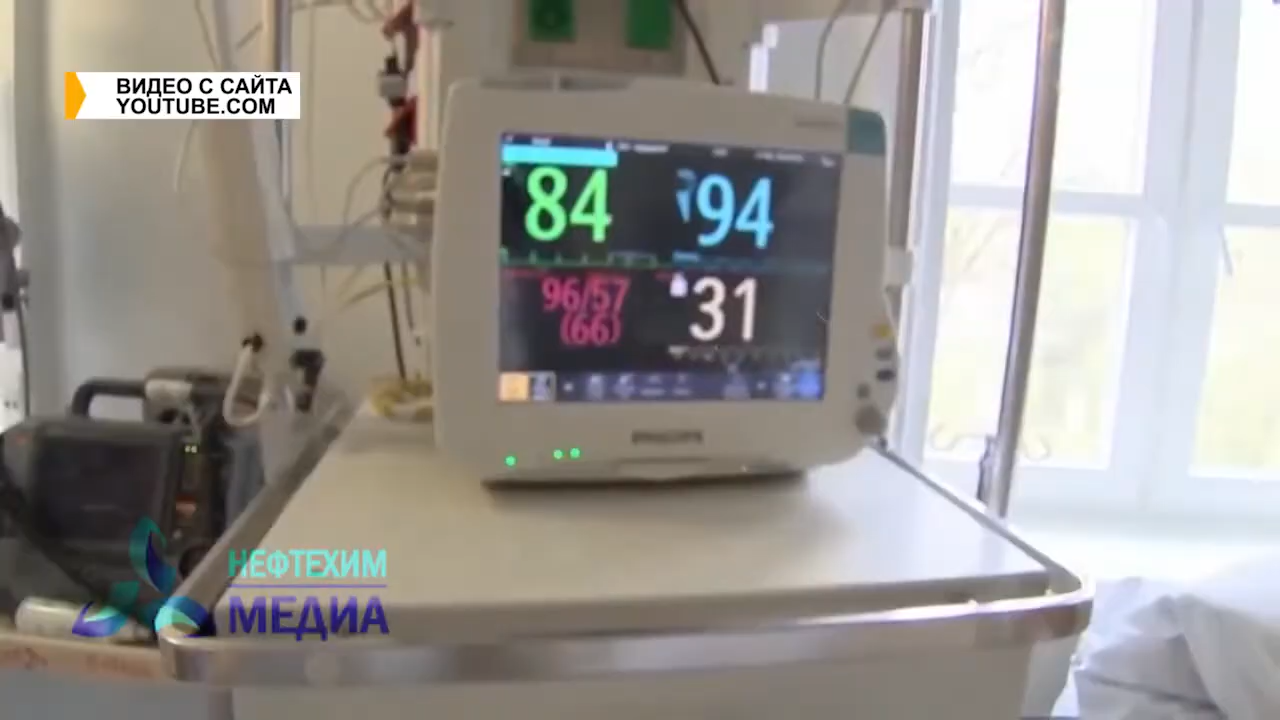 ВИДЕО С САЙТА
YOUTUBE.COM
84
94
96/57
(66)
31
PHILIPS
НЕФТЕХИМ
МЕДИА